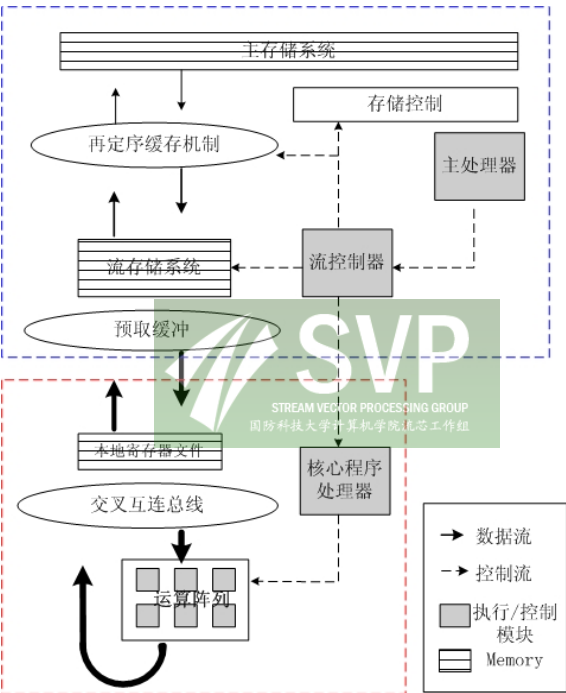 主存储系统
存储控制
再定序缓存机制
主处理器
流存储系统
流控制器
预取缓冲
SVP
STREAM VECTOR PROCESSING GROUP
国防科技大学计算机学院流芯工作组
本地寄存器文件
核心程序
处理器
交叉互连总线
运算阵列
数据流
控制流
执行/控制
模块
Memory